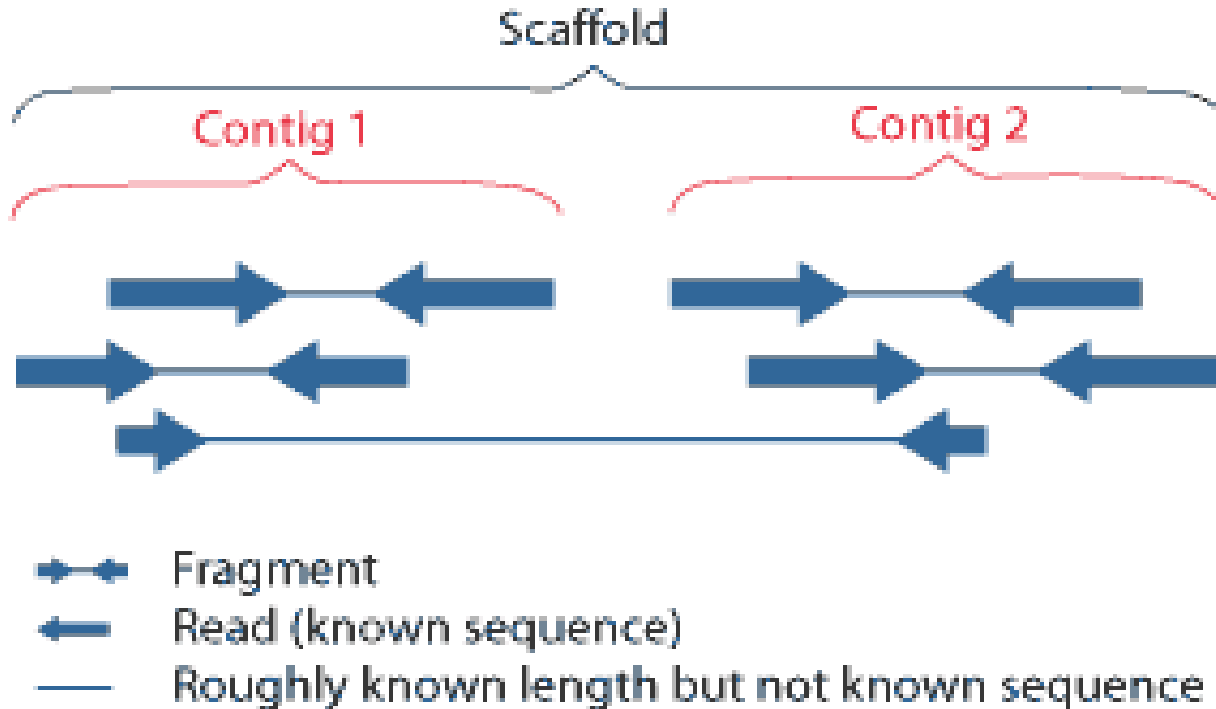 Scaffold
Contig 1
Contig 2
Fragment
Read (known sequence)
Roughly known length but not known sequence